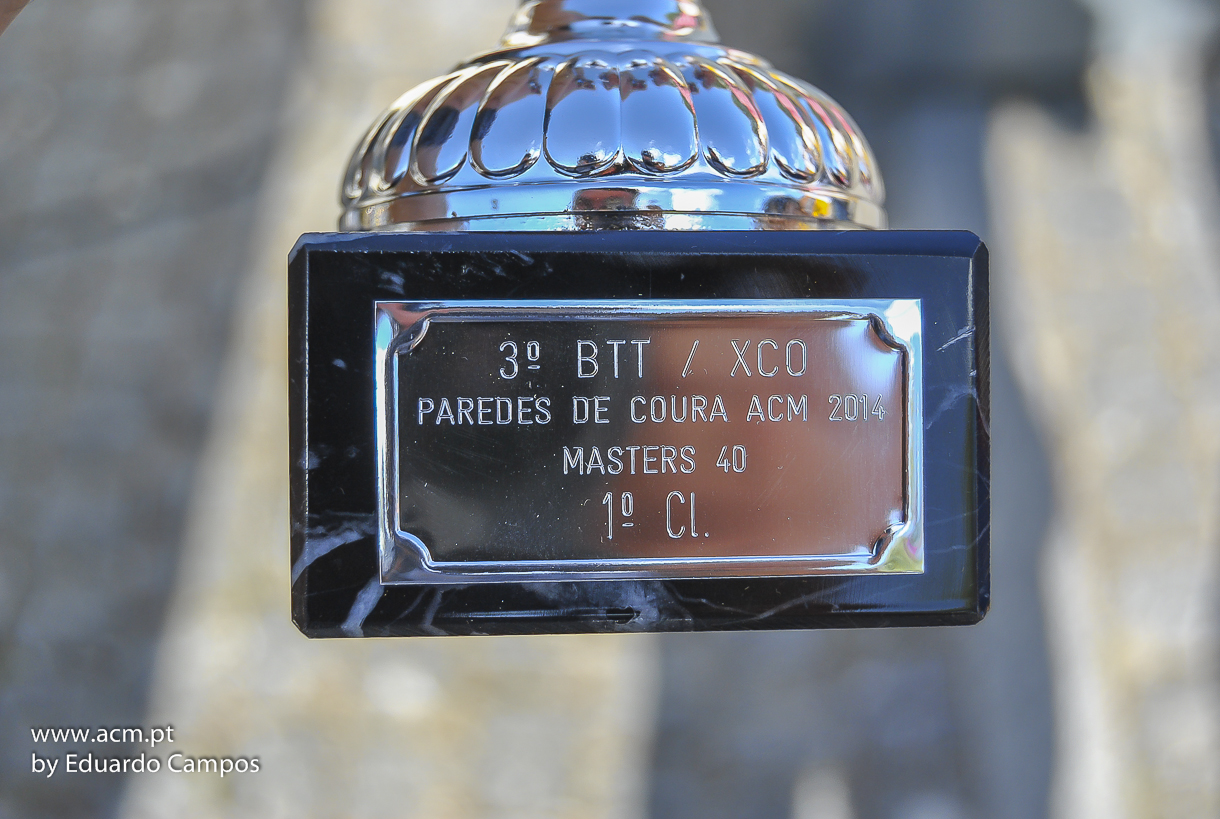 3º BTT / XCO
PAREDES DE COURA ACM 2014
MASTERS 40
1º Cl.
www.acm.pt
by Eduardo Campos